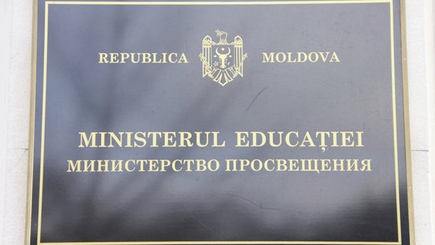 REPUBLICA MOLDOVA
MINISTERUL EDUCAȚIEI
МИНИСТЕРСТВО ПРОСВЕЩЕНИЯ